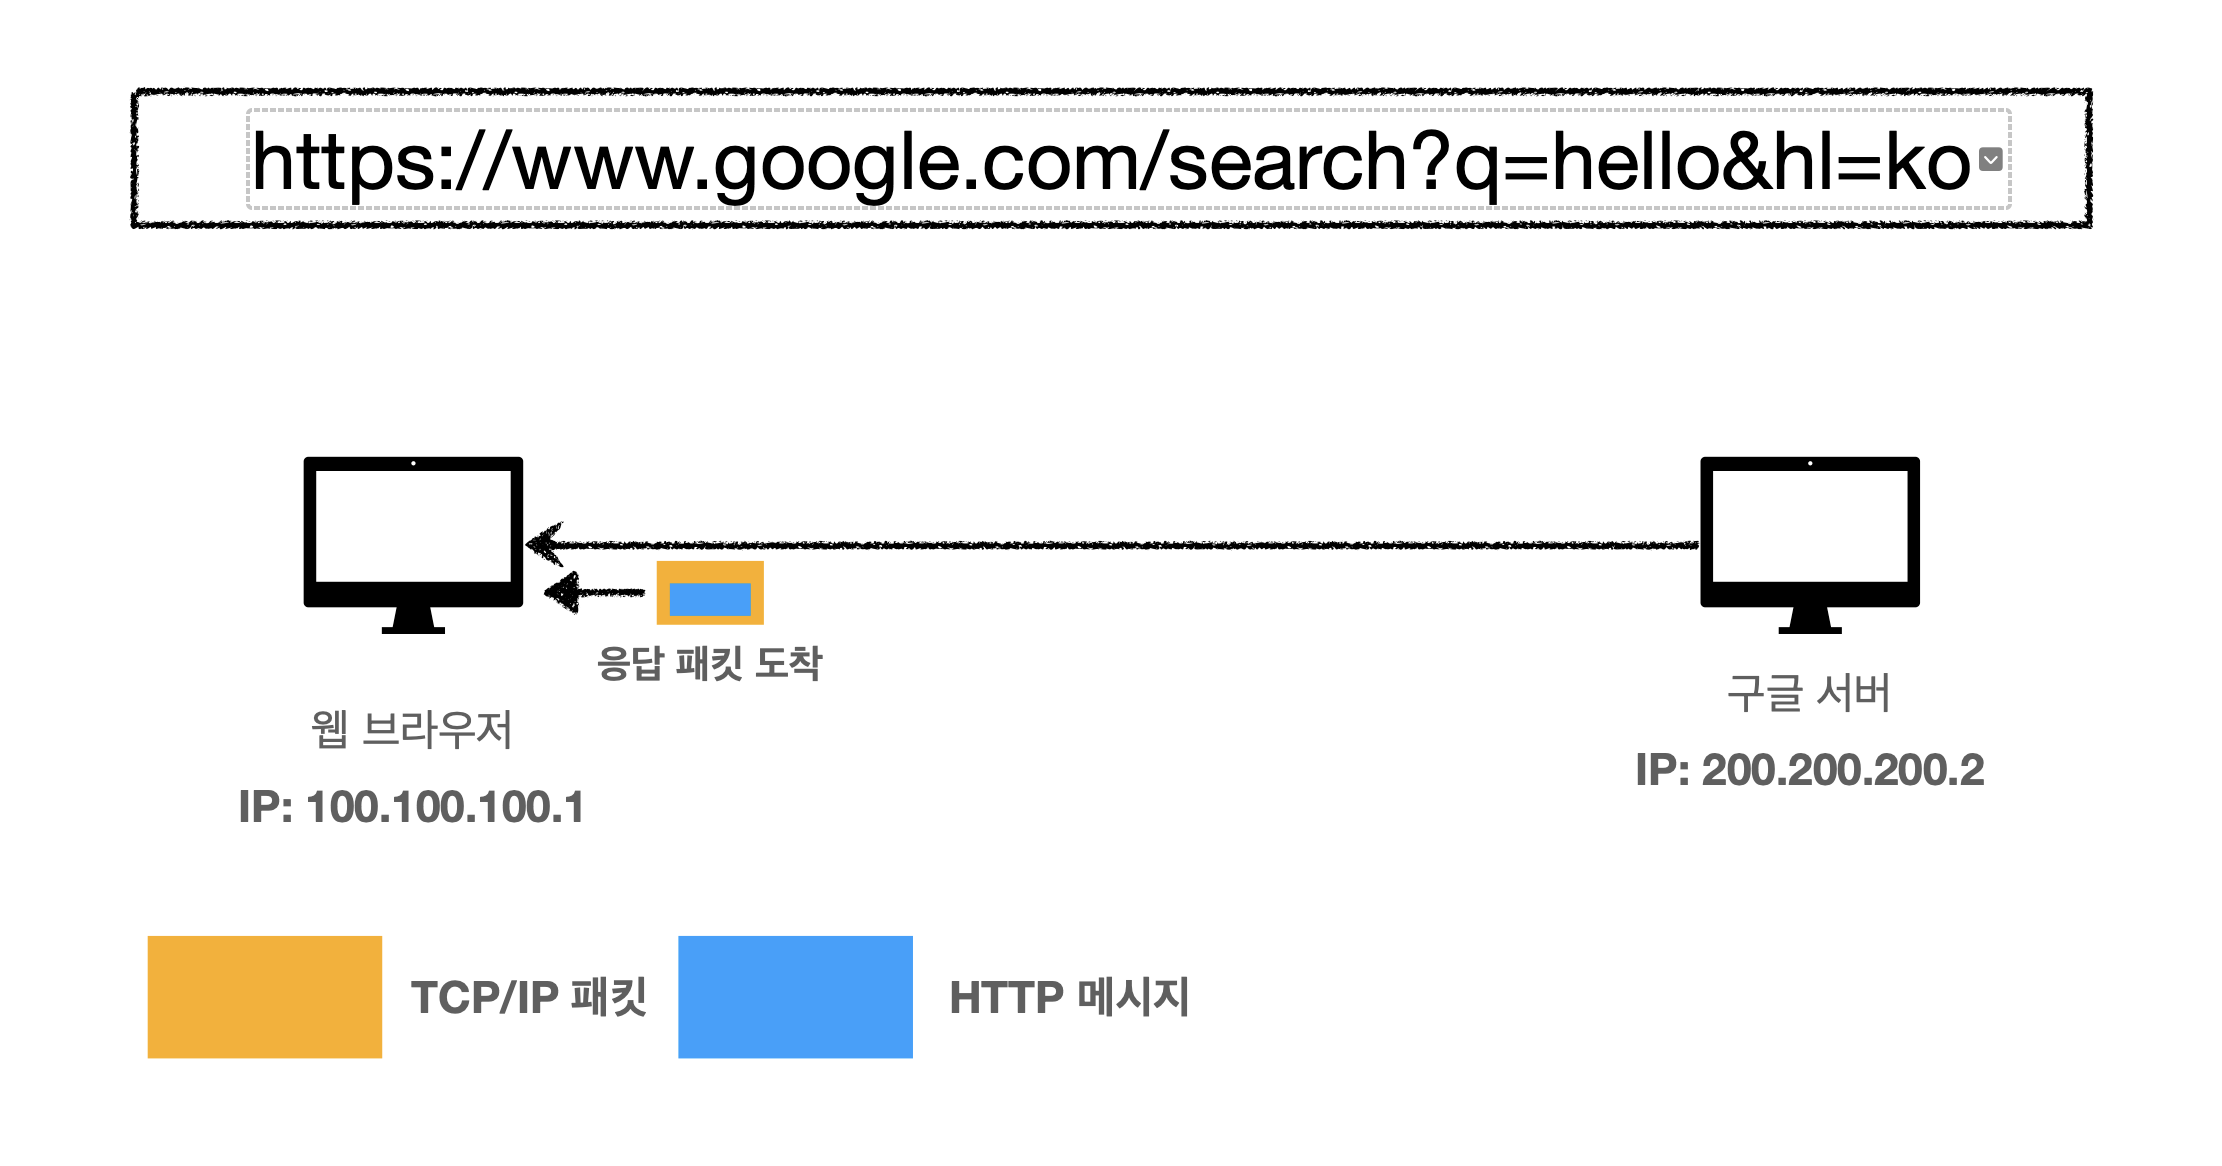 https://www.google.com/search?q=hello&hl=ko
응답 패킷 도착
웹 브라우저
IP: 100.100.100.1
구글 서버
IP: 200.200.200.2
TCP/IP 패킷
HTTP 메시지